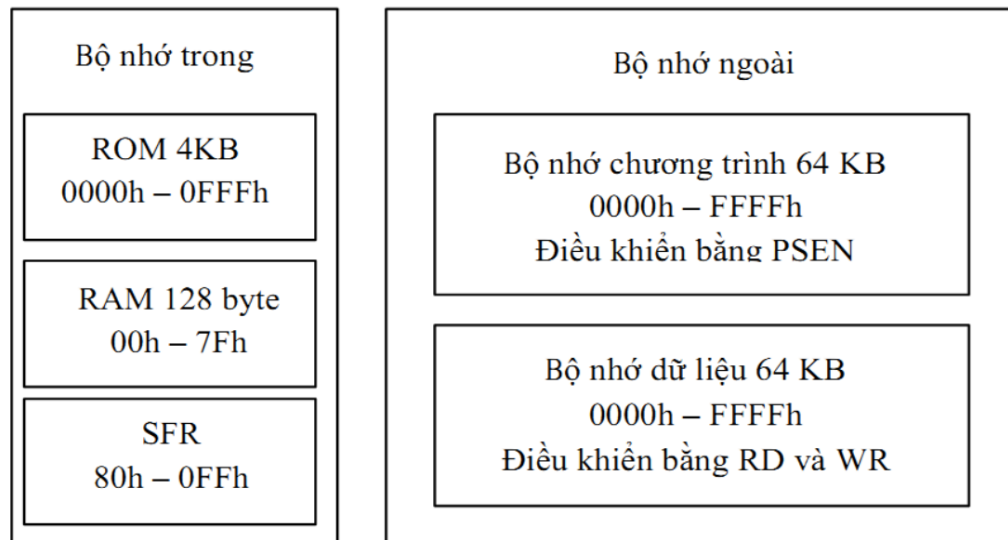 Bộ nhớ trong
ROM 4KB
0000h – 0FFFh
RAM 128 byte
00h – 7Fh
SFR
80h – 0FFh
Bộ nhớ ngoài
Bộ nhớ chương trình 64 KB
0000h – FFFFh
Điều khiển bằng PSEN
Bộ nhớ dữ liệu 64 KB
0000h – FFFFh
Điều khiển bằng RD và WR